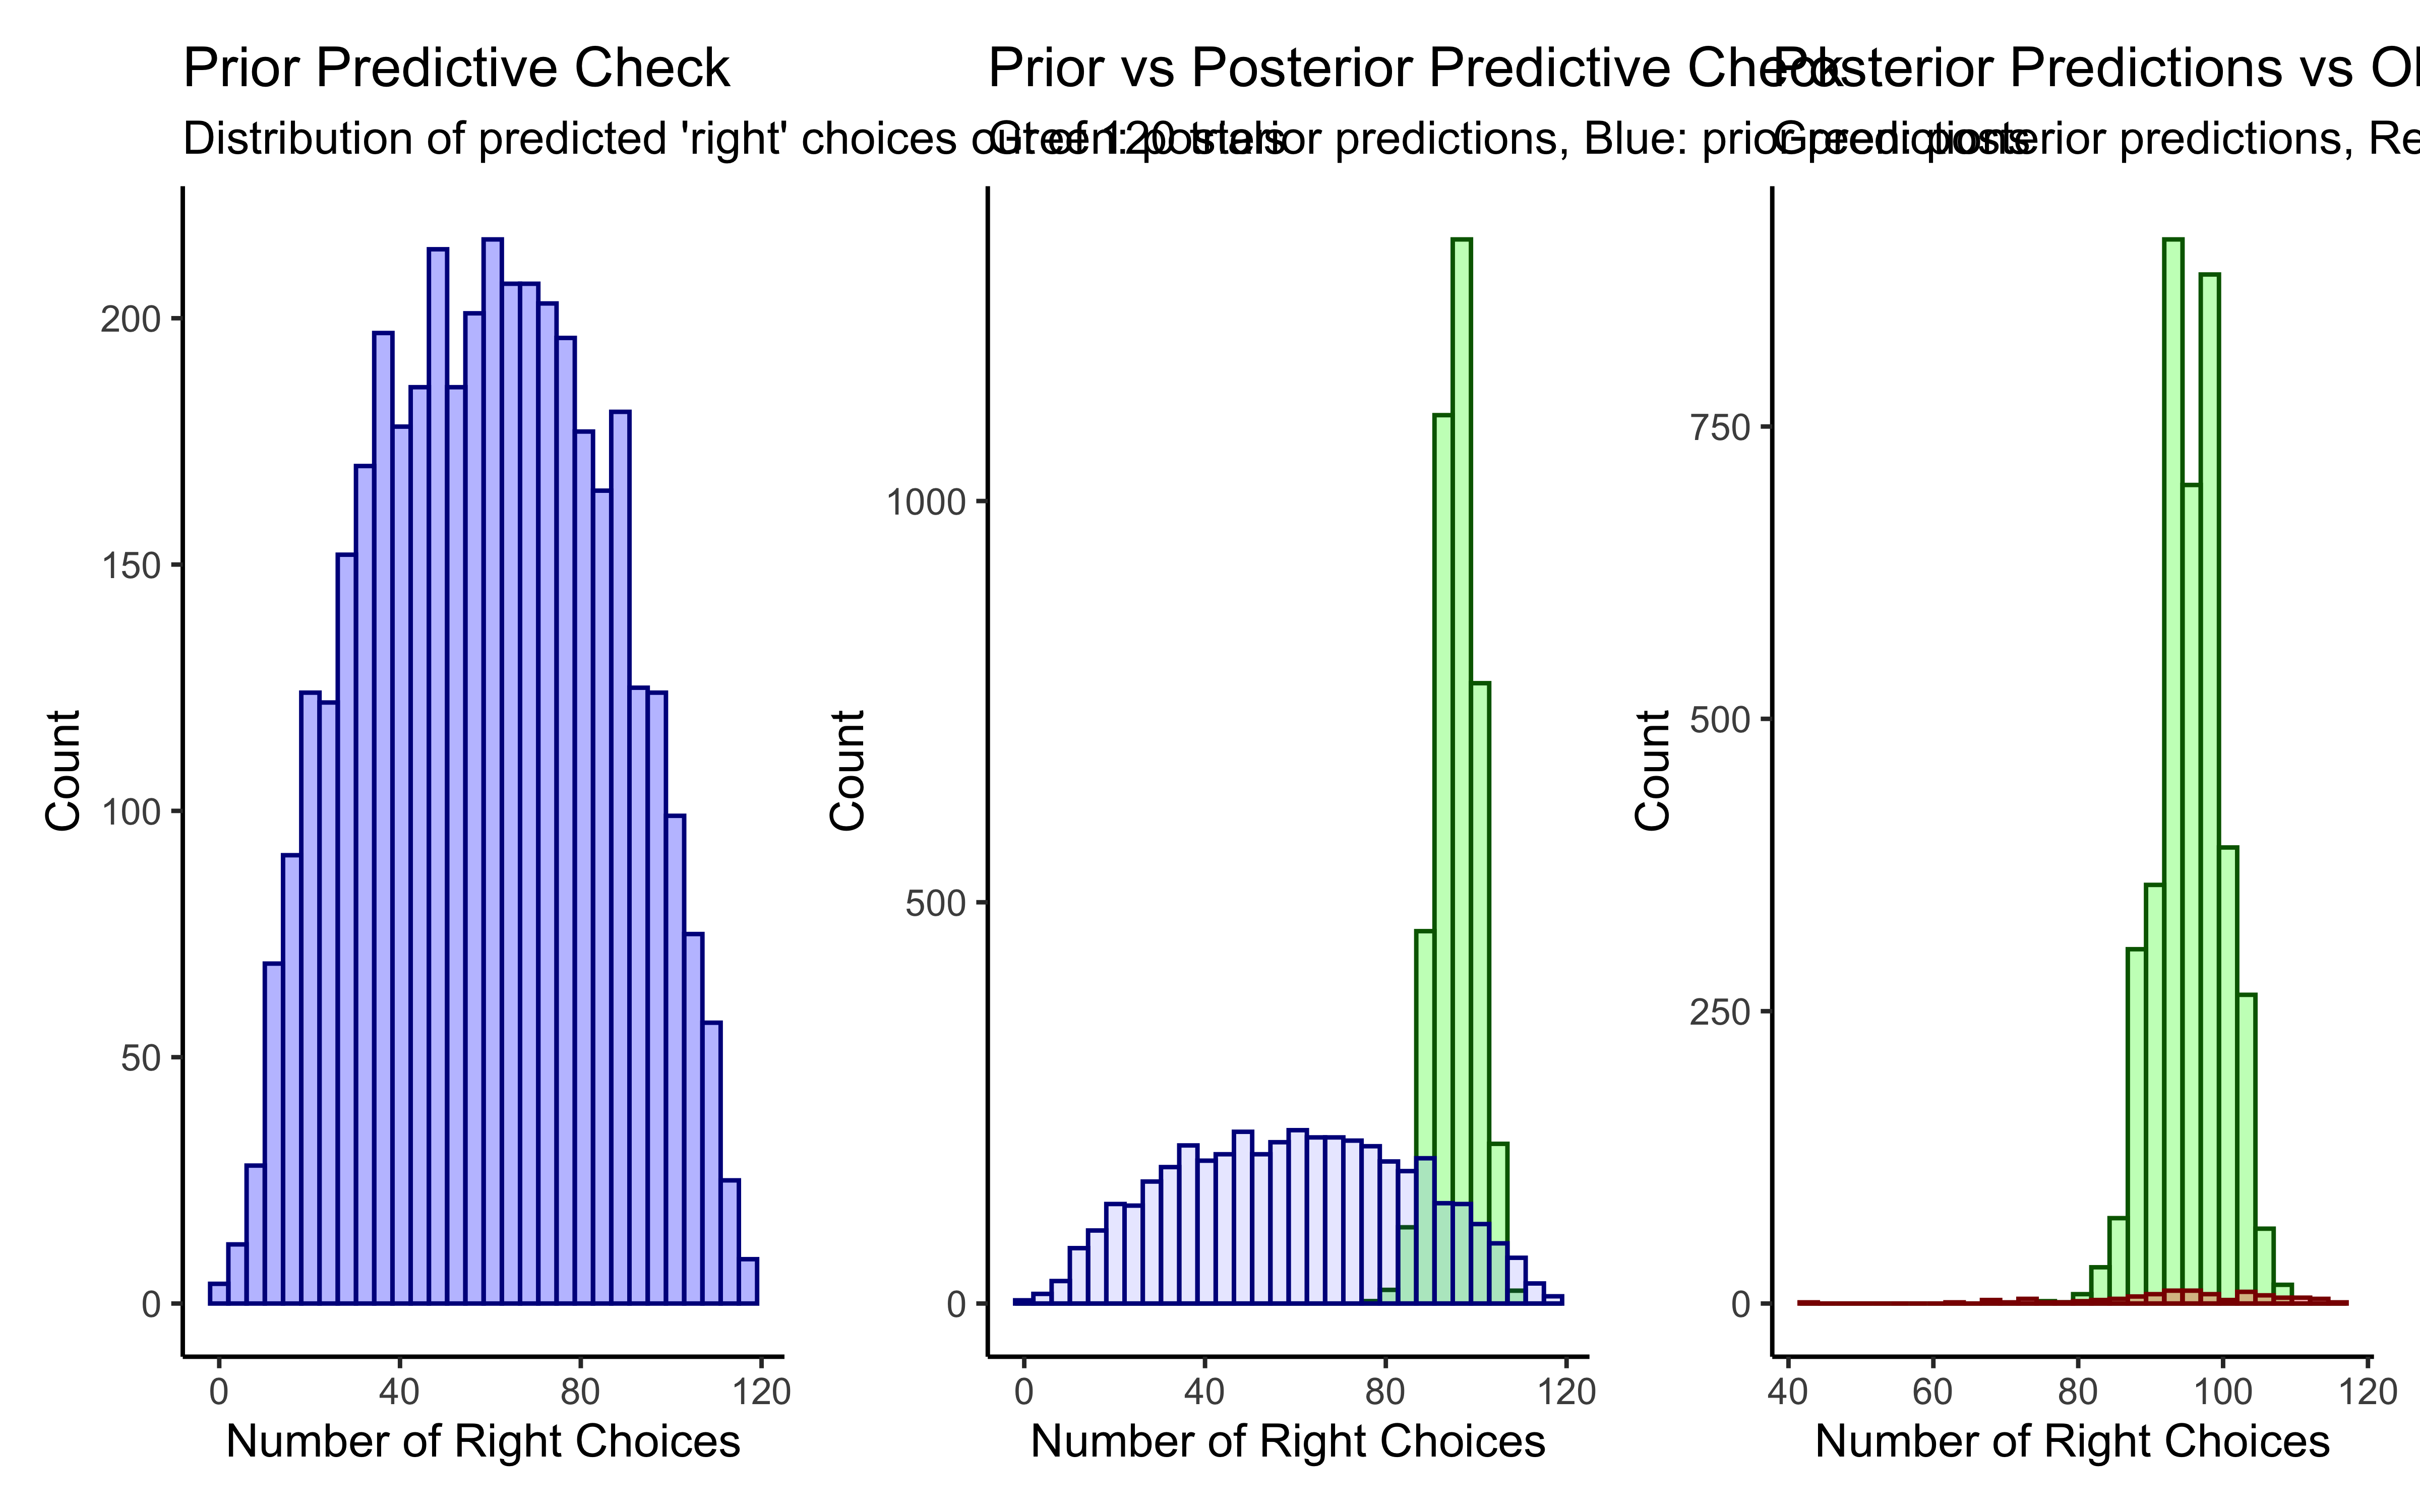 Prior Predictive Check
Distribution of predicted 'right' choices out of 120 trials
200
150
100
50
0
Count
0 40 80 120
Number of Right Choices
Prior vs Posterior Predictive Check
Green: posterior predictions, Blue: prior predictions
1000
500
0
Count
0 40 80 120
Number of Right Choices
Posterior Predictions vs
Green: posterior predictions,
750
500
250
0
Count
40 60 80 100 120
Number of Right Choices